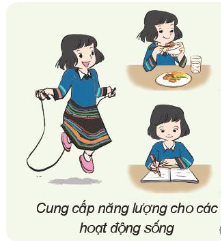 Cung cấp năng lượng cho các
hoạt động sống